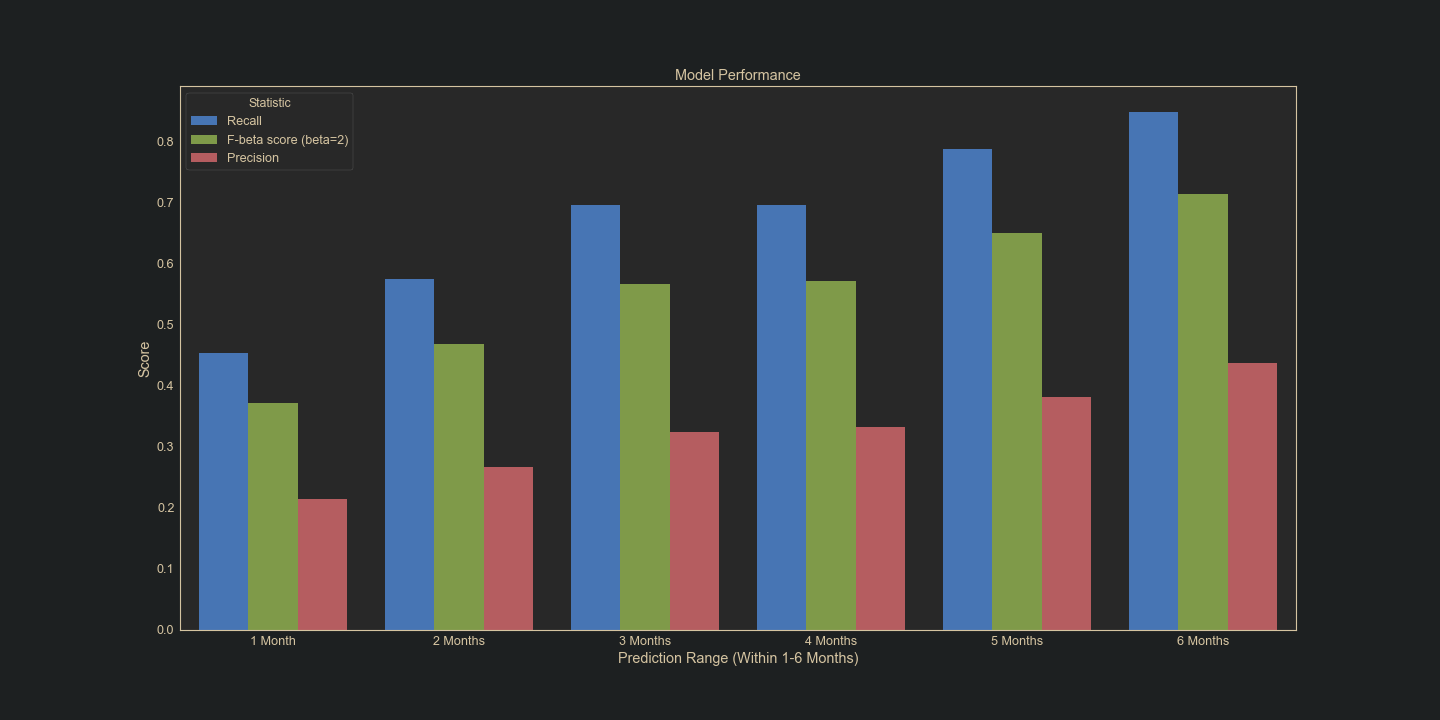 Model Performance
Statistic
Recall
F-beta score (beta=2)
Precision
Score
0.8
0.7
0.6
0.5
0.4
0.3
0.2
0.1
0.0
1 Month 2 Months 3 Months 4 Months 5 Months 6 Months
Prediction Range (Within 1-6 Months)